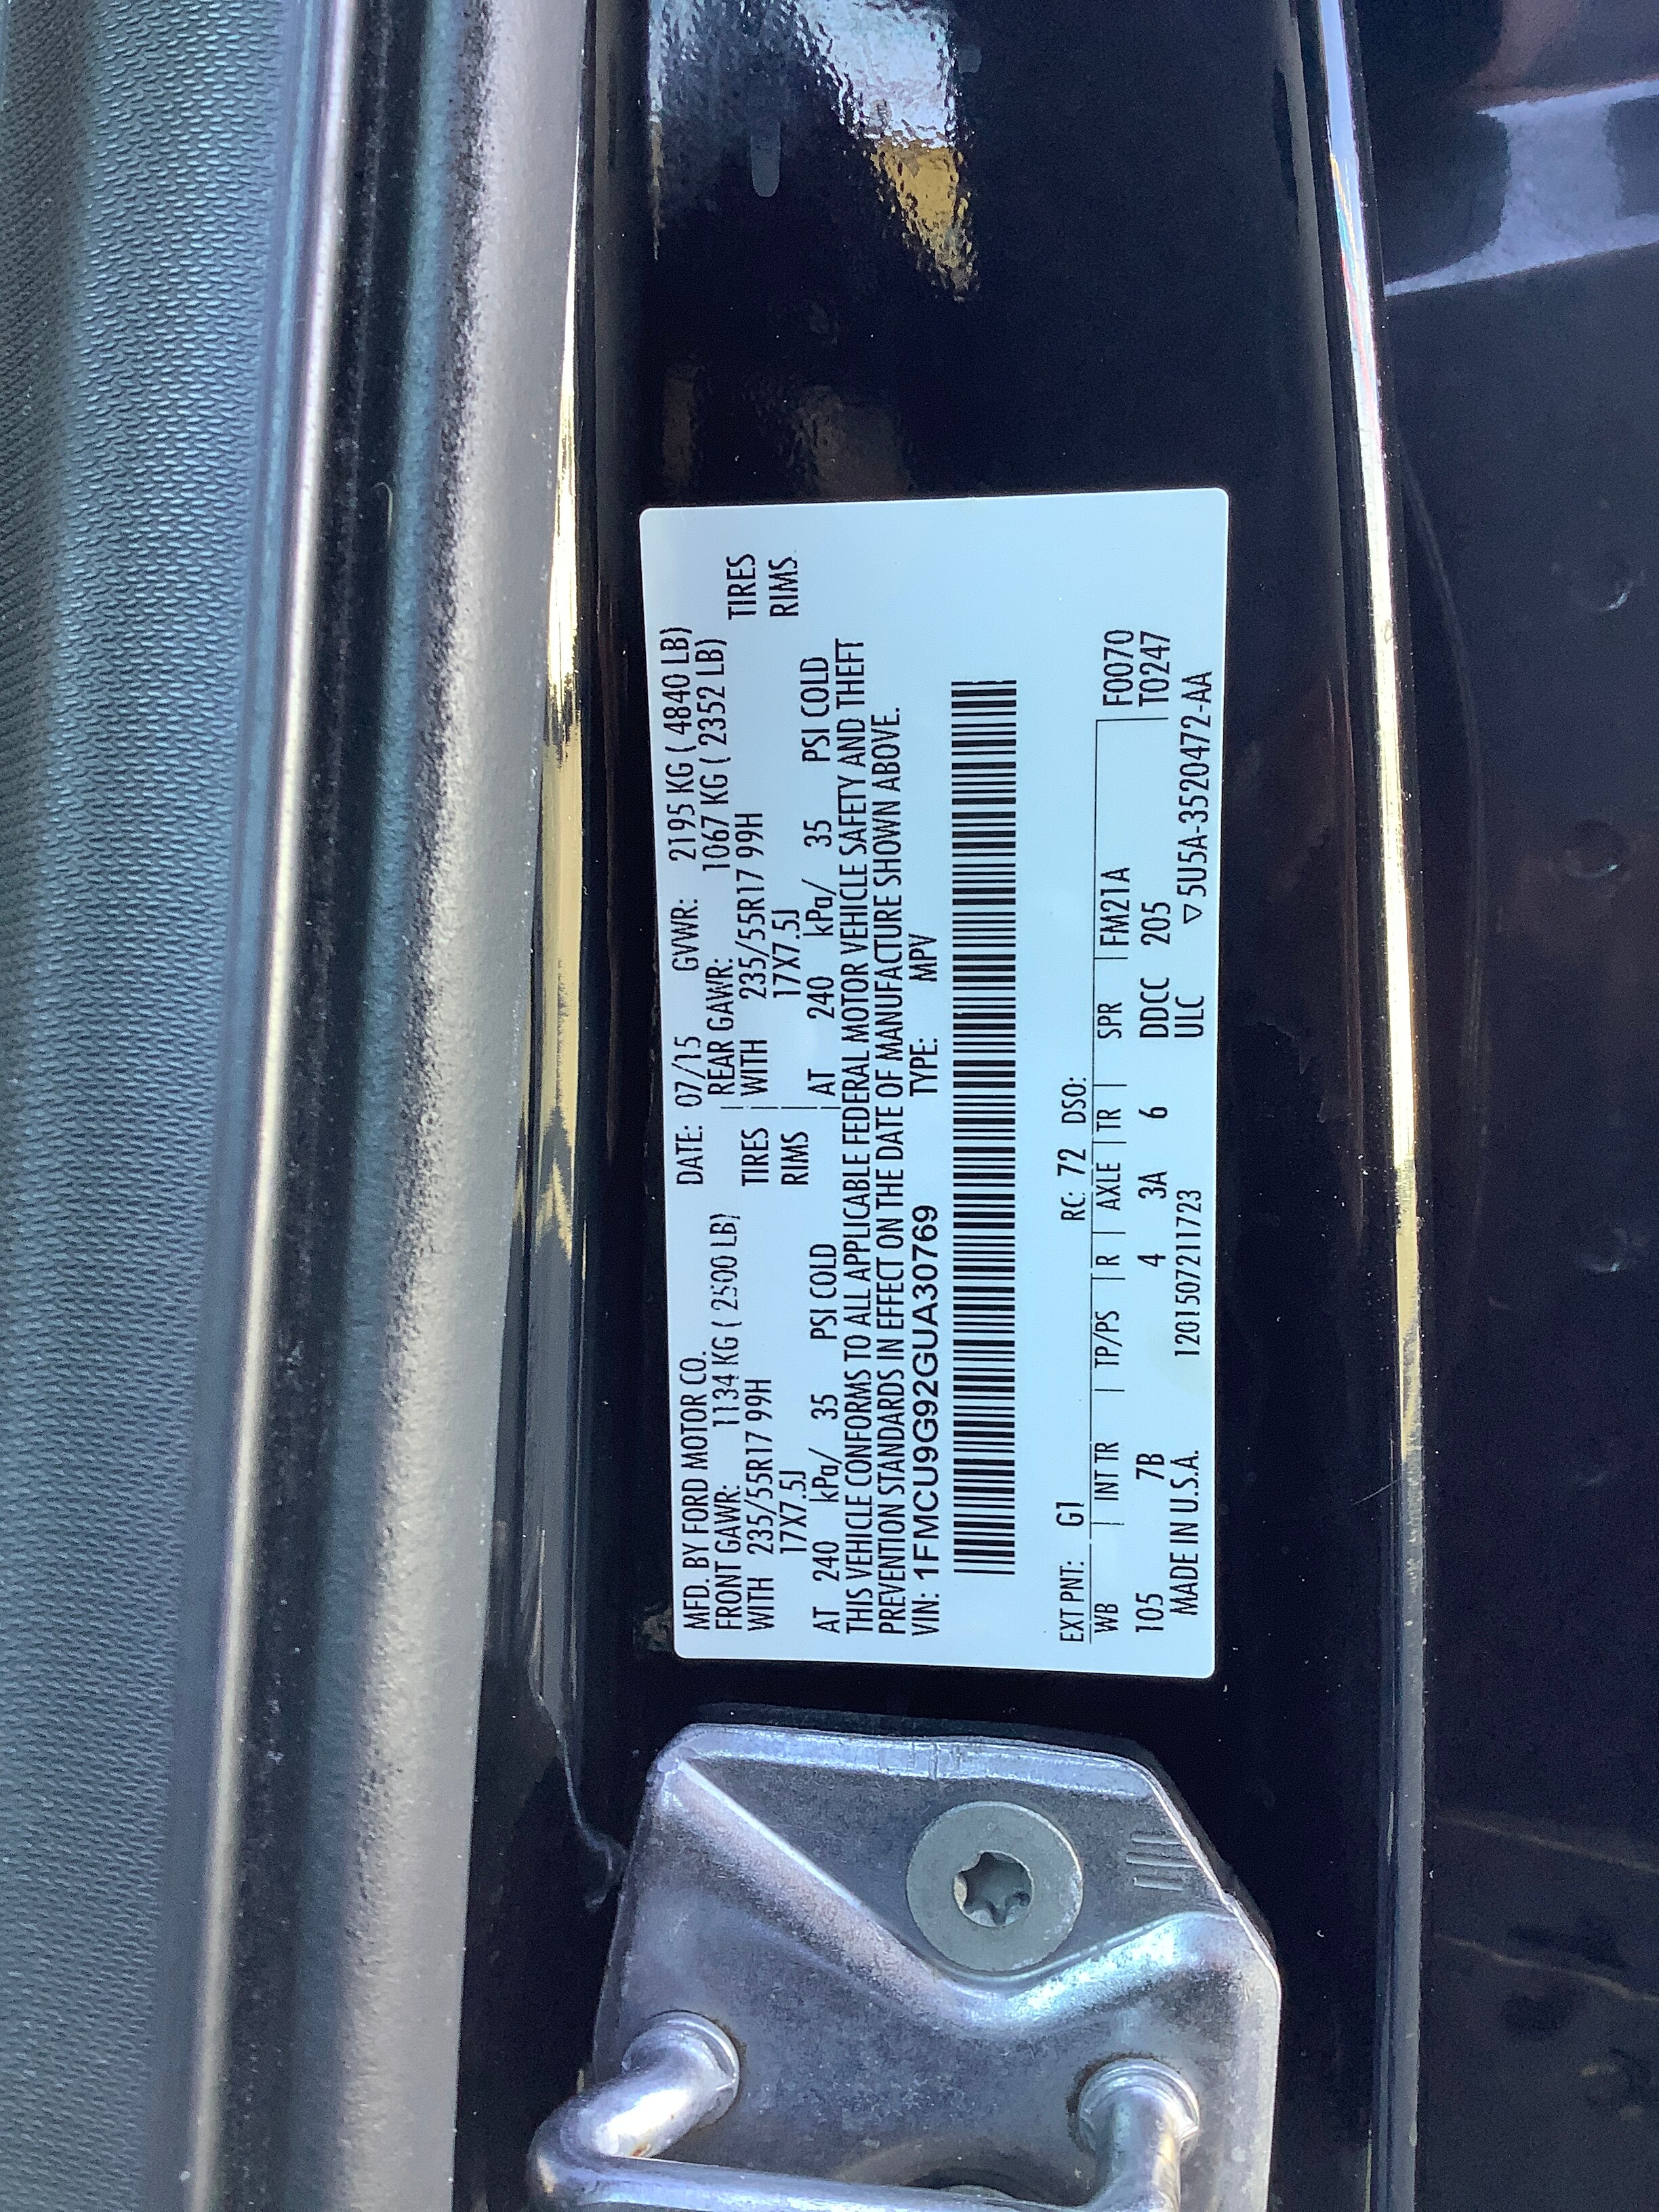 MFD. BY FORD MOTOR CO. DATE: 07/15 GVWR: 2195 KG ( 4840 LB)
FRONT GAWR: 1134 KG ( 2500 LB) REAR GAWR: 1067 KG ( 2352 LB)
WITH 235/55R17 99H TIRES WITH 235/55R17 99H TIRES
17X7.5J RIMS 17X7.5J RIMS
AT 240 kPa/ 35 PSI COLD AT 240 kPa/ 35 PSI COLD
THIS VEHICLE CONFORMS TO ALL APPLICABLE FEDERAL MOTOR VEHICLE SAFETY AND THEFT
PREVENTION STANDARDS IN EFFECT ON THE DATE OF MANUFACTURE SHOWN ABOVE.
VIN: 1FMCU9G92GUA30769 TYPE: MPV
EXT PNT: G1 RC: 72 DSO:
WB INT TR TP/PS R AXLE TR SPR FM21A F0070
105 7B 4 3A 6 DDCC 205 T0247
MADE IN U.S.A. 120150721​1723 ULC ▽5U5A-3520472-AA